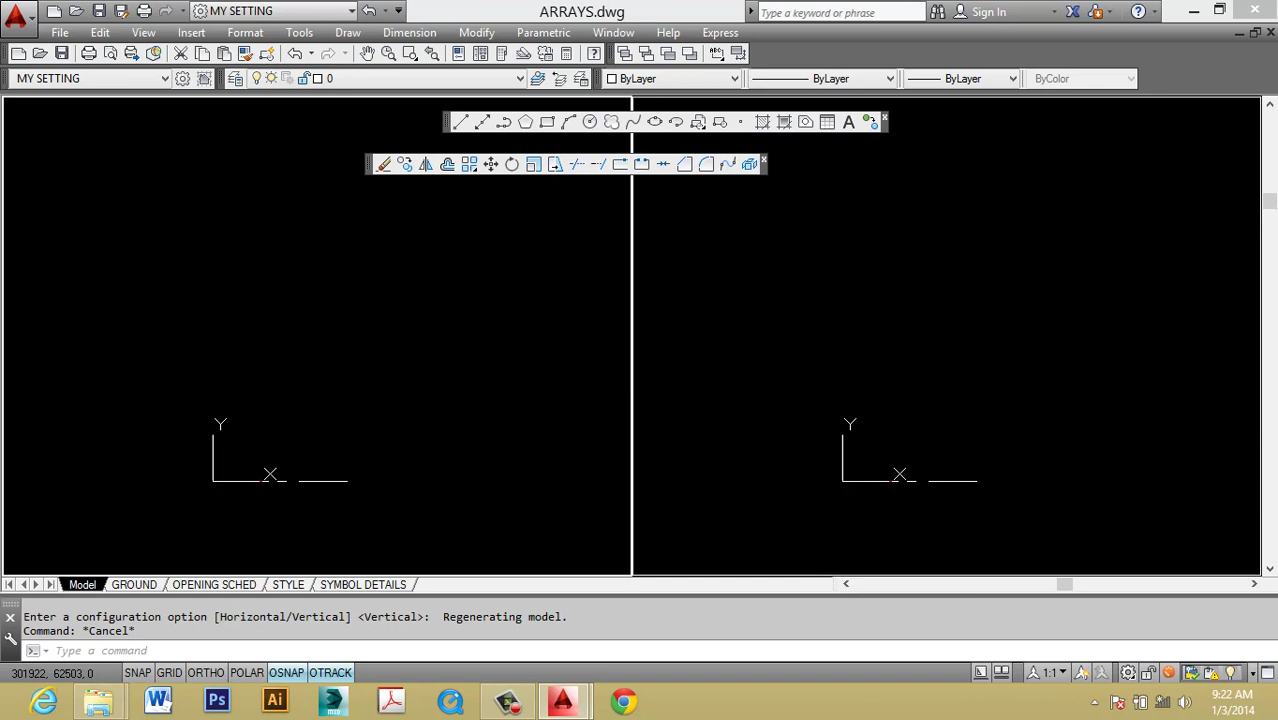 MY SETTING
ARRAYS.dwg
Type a keyword or phrase
Sign In
File Edit View Insert Format Tools Draw Dimension Modify Parametric Window Help Express
MY SETTING
0
ByLayer
ByLayer
ByLayer
ByColor
Y
X
Y
X
Model GROUND OPENING SCHED STYLE SYMBOL DETAILS
Enter a configuration option [Horizontal/Vertical] <Vertical>: Regenerating model.
Command: *Cancel*
Type a command
301922, 62503, 0 SNAP GRID ORTHO POLAR OSNAP OTRACK 1:1
W Ps Ai
9:22 AM
1/3/2014